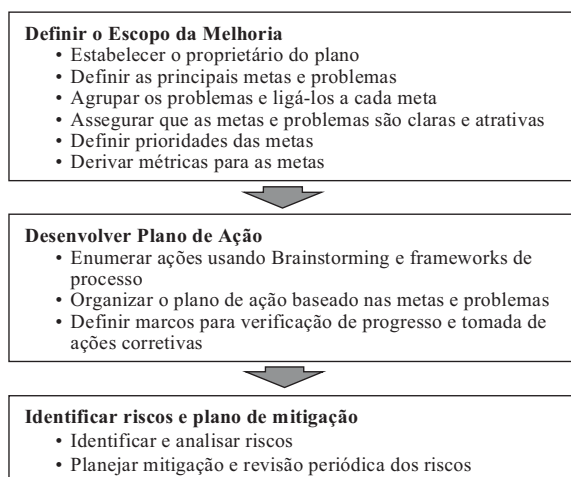 Definir o Escopo da Melhoria
• Estabelecer o proprietário do plano
• Definir as principais metas e problemas
• Agrupar os problemas e ligá-los a cada meta
• Assegurar que as metas e problemas são claras e atrativas
• Definir prioridades das metas
• Derivar métricas para as metas
Desenvolver Plano de Ação
• Enumerar ações usando Brainstorming e frameworks de
processo
• Organizar o plano de ação baseado nas metas e problemas
• Definir marcos para verificação de progresso e tomada de
ações corretivas
Identificar riscos e plano de mitigação
• Identificar e analisar riscos
• Planejar mitigação e revisão periódica dos riscos